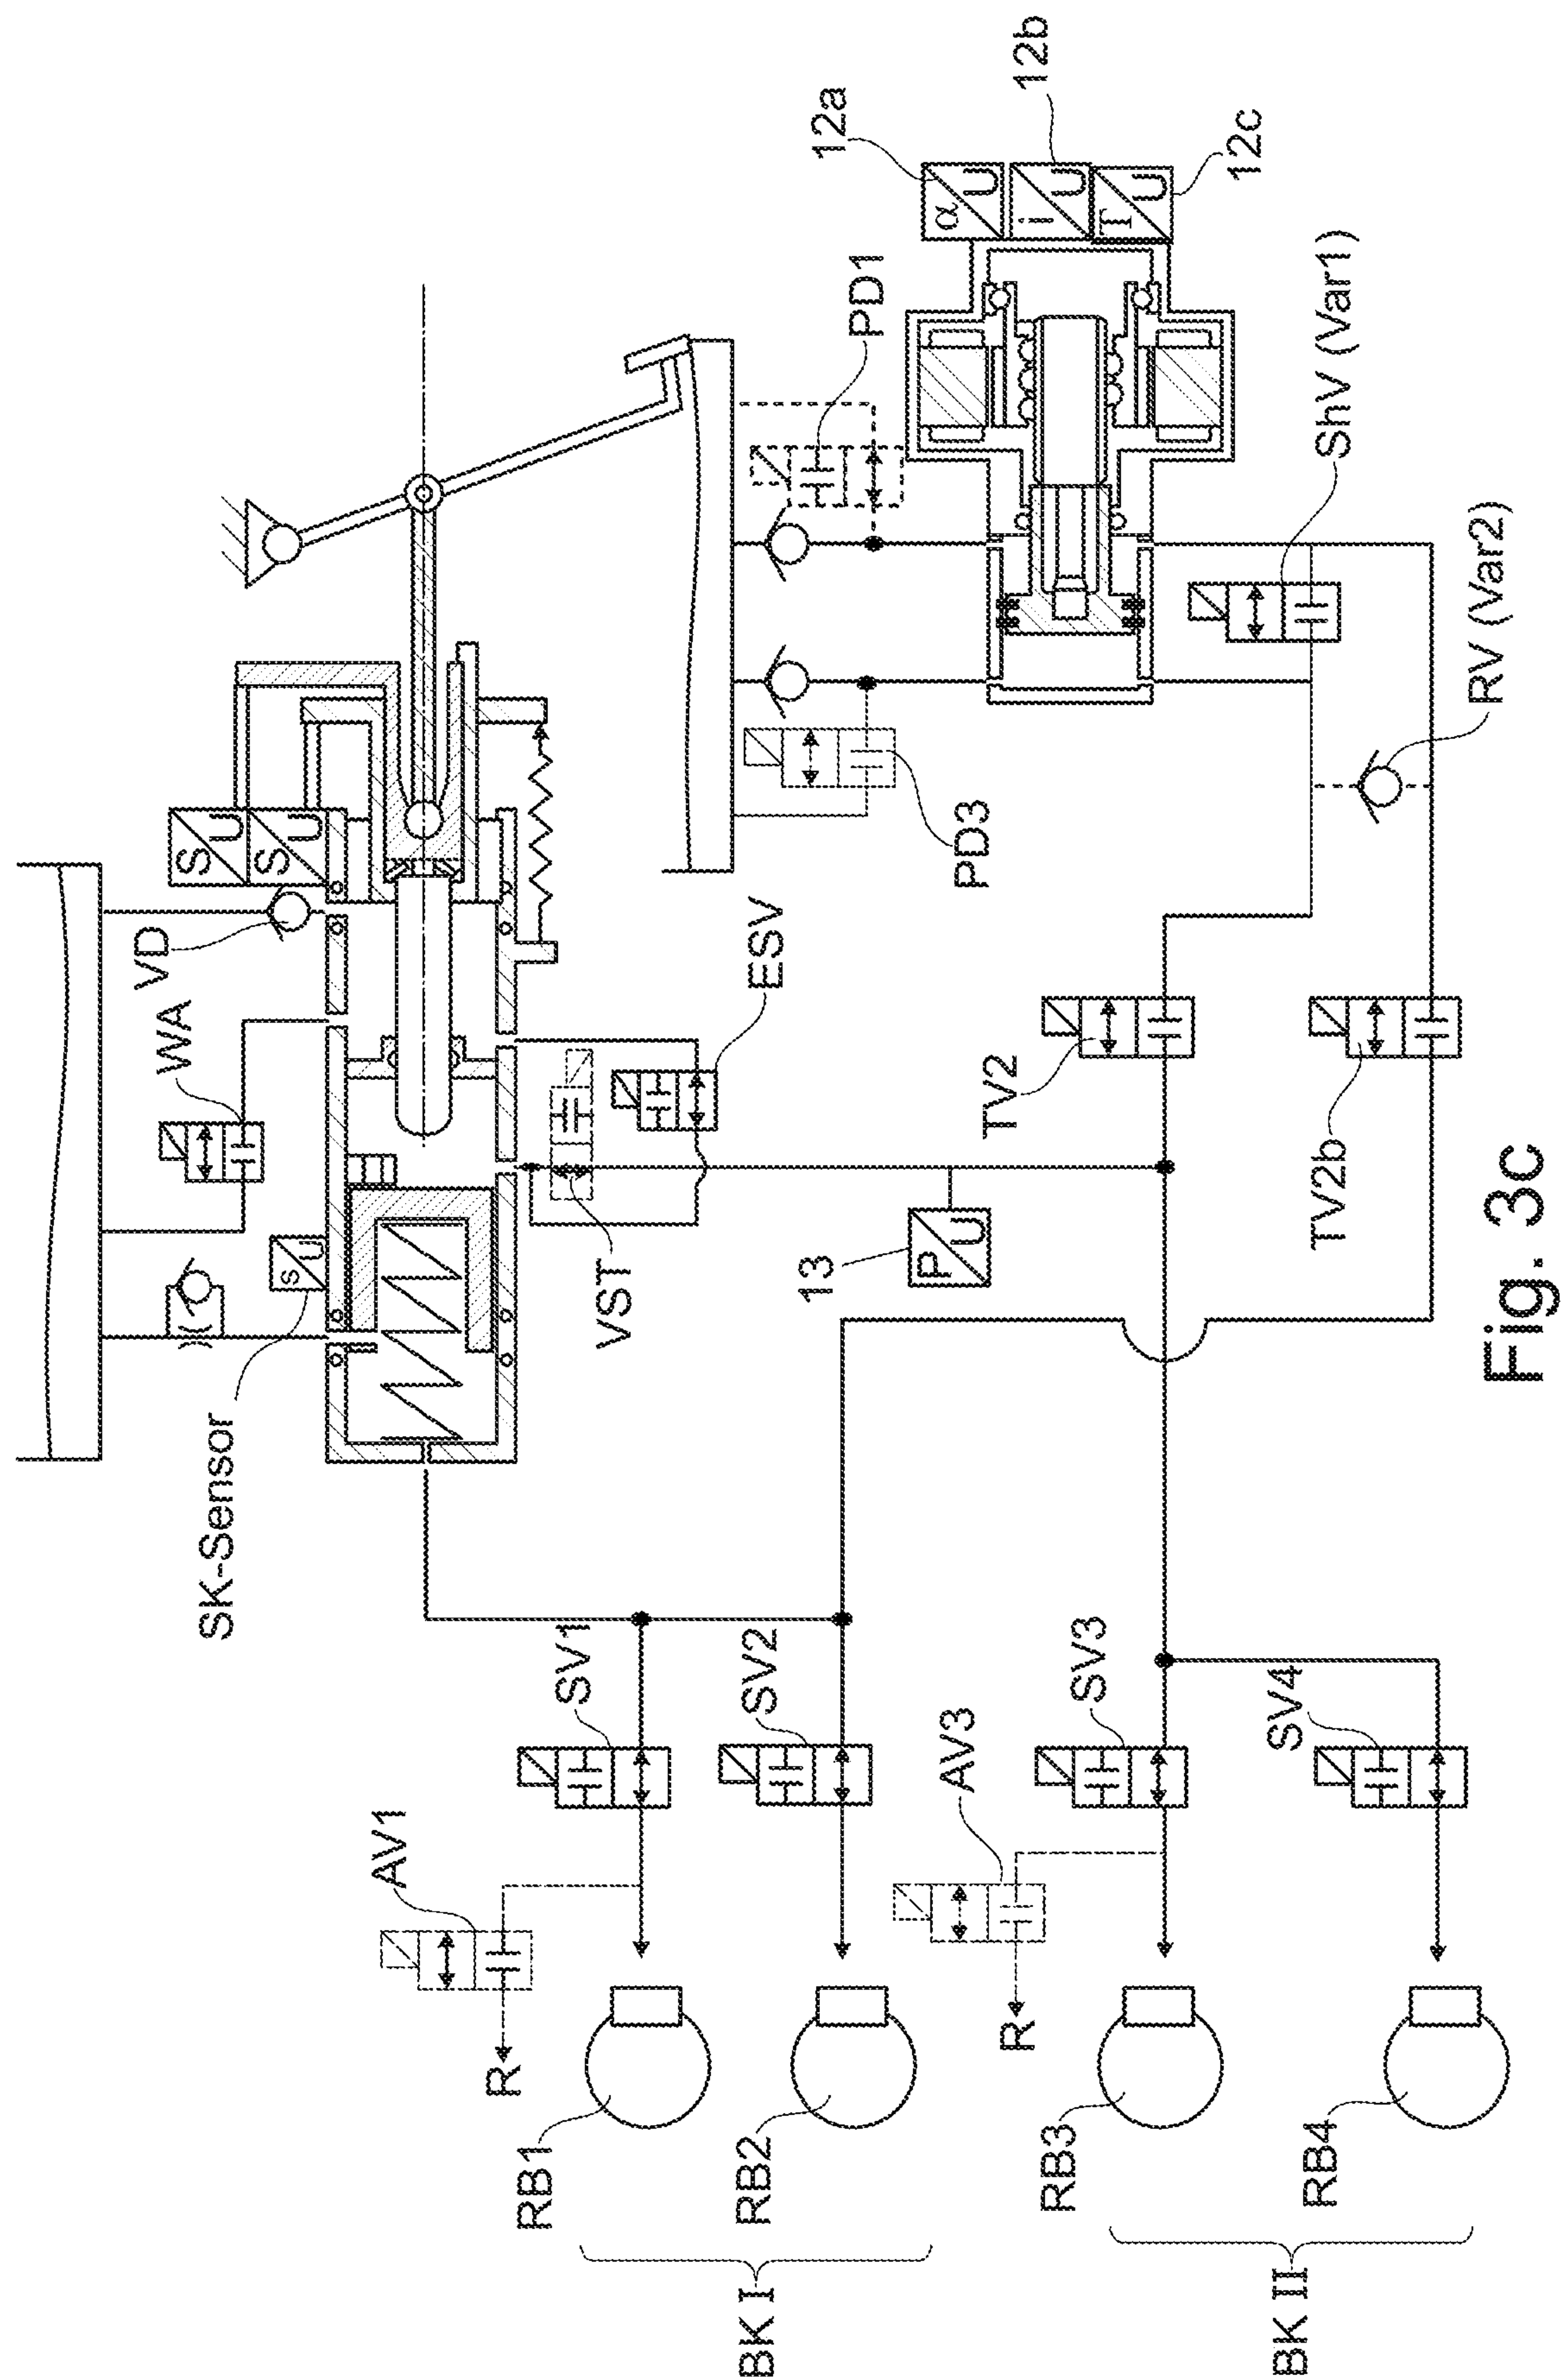 SK-Sensor
WA
VD
S
U
S
U
s
U
VST
ESV
13
P
U
PD1
PD3
12a
12b
12c
α
U
i
U
T
U
ShV (Var1)
RV (Var2)
TV2
TV2b
AV1
R
SV1
SV2
AV3
R
SV3
SV4
RB1
RB2
RB3
RB4
BK I
BK II
Fig. 3c